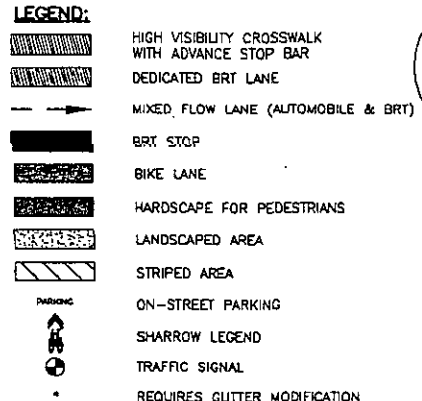 LEGEND:
HIGH VISIBILITY CROSSWALK
WITH ADVANCE STOP BAR
DEDICATED BRT LANE
MIXED FLOW LANE (AUTOMOBILE & BRT)
BRT STOP
BIKE LANE
HARDSCAPE FOR PEDESTRIANS
LANDSCAPED AREA
STRIPED AREA
PARKING ON-STREET PARKING
SHARROW LEGEND
TRAFFIC SIGNAL
* REQUIRES GUTTER MODIFICATION